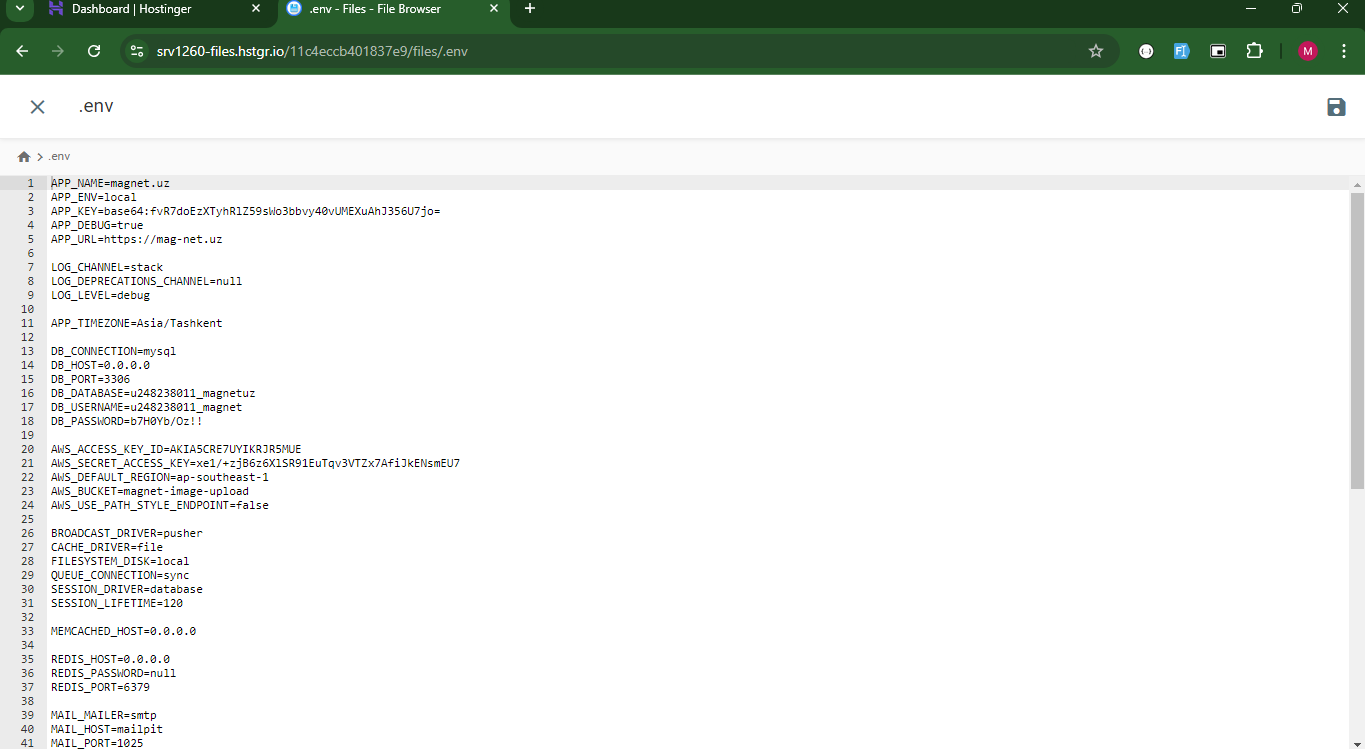 Dashboard | Hostinger
.env - Files - File Browser
srv1260-files.hstgr.io/11c4eccb401837e9/files/.env
M
.env
.env
1 APP_NAME=magnet.uz
2 APP_ENV=local
3 APP_KEY=base64:fvR7doEzXTyhRlZ59sWo3bbvy40vUMEXuAhJ356U7jo=
4 APP_DEBUG=true
5 APP_URL=https://mag-net.uz
6
7 LOG_CHANNEL=stack
8 LOG_DEPRECATIONS_CHANNEL=null
9 LOG_LEVEL=debug
10
11 APP_TIMEZONE=Asia/Tashkent
12
13 DB_CONNECTION=mysql
14 DB_HOST=0.0.0.0
15 DB_PORT=3306
16 DB_DATABASE=u248238011_magnetuz
17 DB_USERNAME=u248238011_magnet
18 DB_PASSWORD=b7H0Yb/Oz!!
19
20 AWS_ACCESS_KEY_ID=AKIA5CRE7UYIKRJR5MUE
21 AWS_SECRET_ACCESS_KEY=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
22 AWS_DEFAULT_REGION=ap-southeast-1
23 AWS_BUCKET=magnet-image-upload
24 AWS_USE_PATH_STYLE_ENDPOINT=false
25
26 BROADCAST_DRIVER=pusher
27 CACHE_DRIVER=file
28 FILESYSTEM_DISK=local
29 QUEUE_CONNECTION=sync
30 SESSION_DRIVER=database
31 SESSION_LIFETIME=120
32
33 MEMCACHED_HOST=0.0.0.0
34
35 REDIS_HOST=0.0.0.0
36 REDIS_PASSWORD=null
37 REDIS_PORT=6379
38
39 MAIL_MAILER=smtp
40 MAIL_HOST=mailpit
41 MAIL_PORT=1025